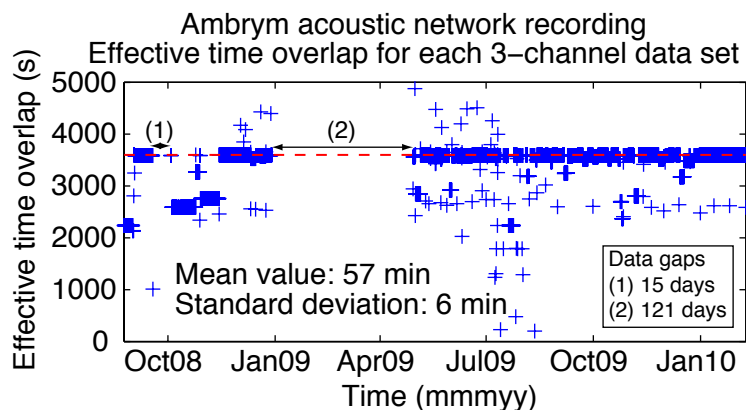 Ambrym acoustic network recording
Effective time overlap for each 3−channel data set
Effective time overlap (s)
5000
4000
3000
2000
1000
0
(1)
(2)
Mean value: 57 min
Standard deviation: 6 min
Data gaps
(1) 15 days
(2) 121 days
Oct08 Jan09 Apr09 Jul09 Oct09 Jan10
Time (mmmyy)